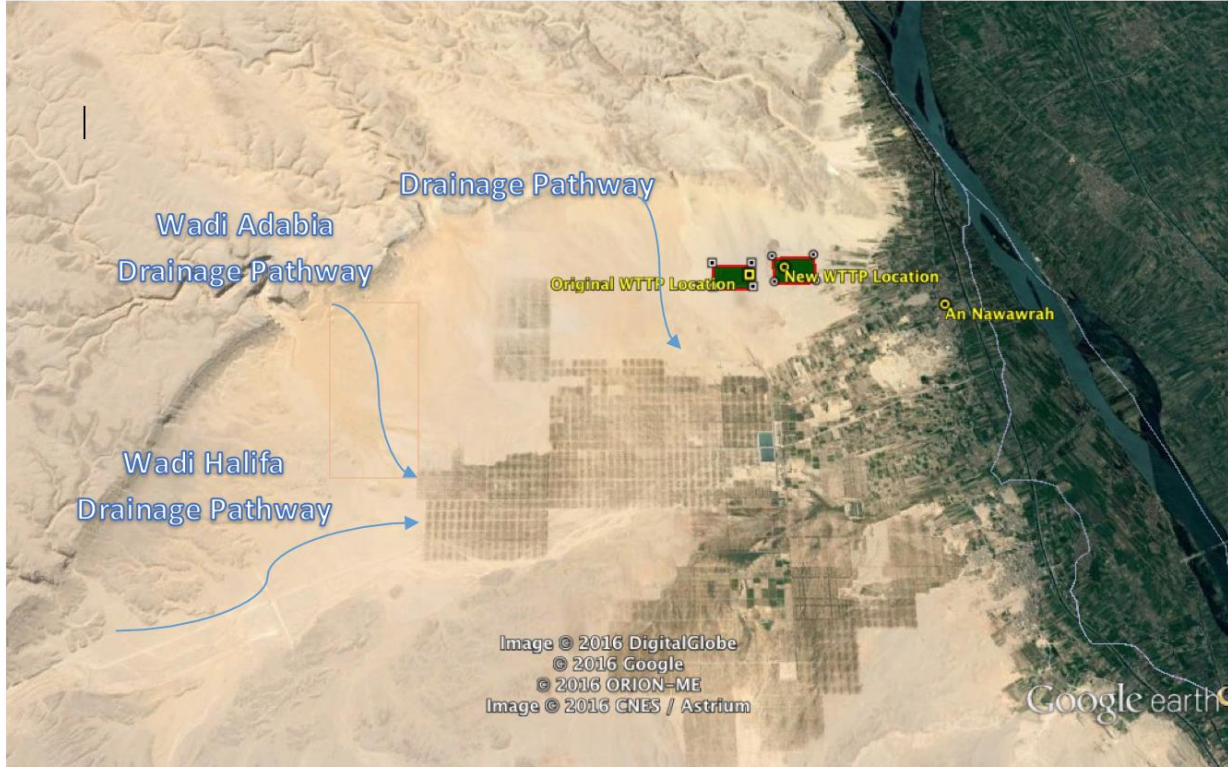 Drainage Pathway
Wadi Adabia
Drainage Pathway
Original WTTP Location
New WTTP Location
An Nawawrah
Wadi Halifa
Drainage Pathway
Image © 2016 DigitalGlobe
© 2016 Google
© 2016 ORION-ME
Image © 2016 CNES / Astrium
Google earth